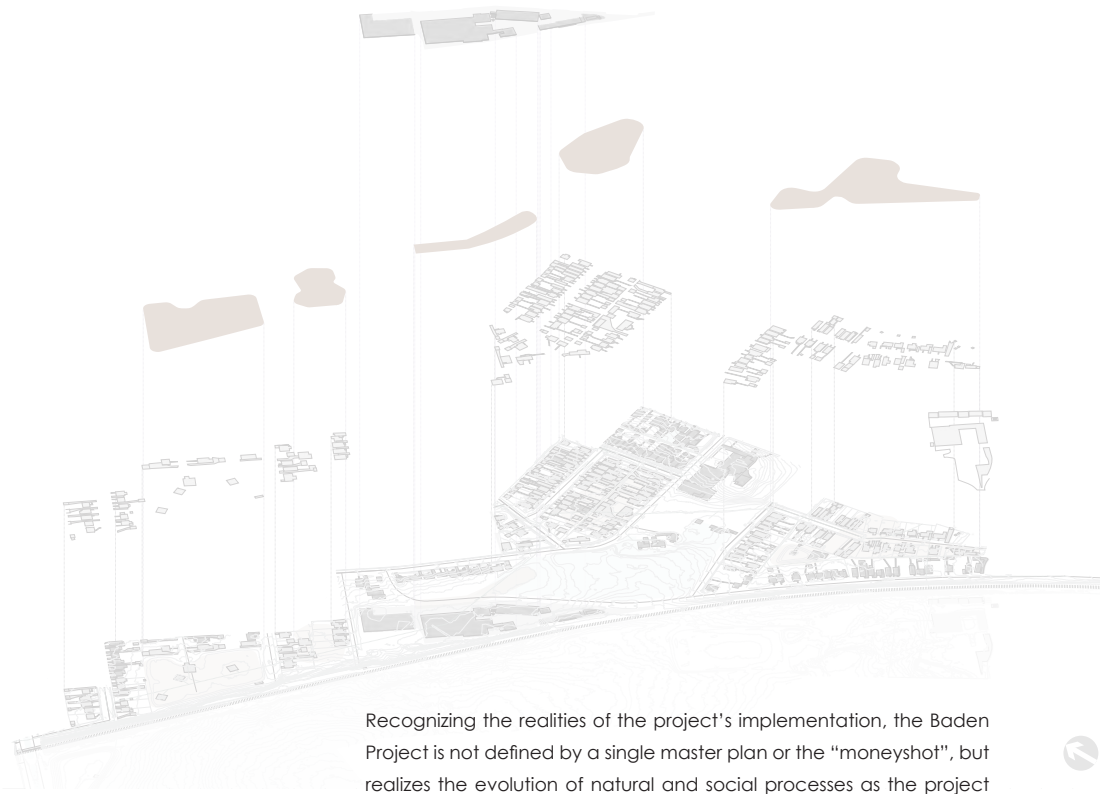 Recognizing the realities of the project’s implementation, the Baden
Project is not defined by a single master plan or the “moneyshot”, but
realizes the evolution of natural and social processes as the project